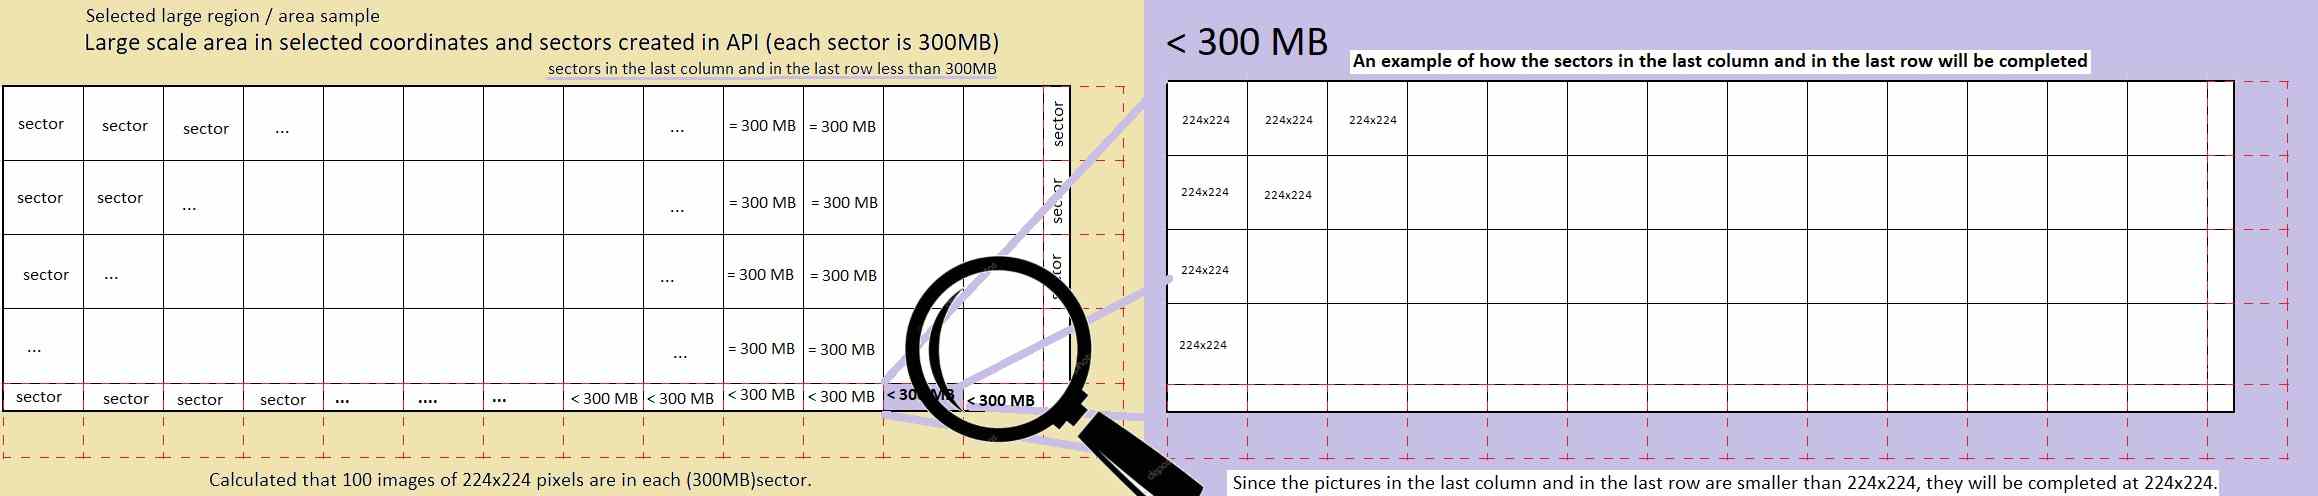 Selected large region / area sample
Large scale area in selected coordinates and sectors created in API (each sector is 300MB)
sectors in the last column and in the last row less than 300MB
sector sector sector ... ... = 300 MB = 300 MB sector
sector sector ... ... = 300 MB = 300 MB sector
sector ... ... = 300 MB = 300 MB sector
... ... = 300 MB = 300 MB
sector sector sector sector ... .... ... < 300 MB < 300 MB < 300 MB < 300 MB < 300 MB < 300 MB
Calculated that 100 images of 224x224 pixels are in each (300MB)sector.
< 300 MB
An example of how the sectors in the last column and in the last row will be completed
224x224 224x224 224x224
224x224 224x224
224x224
224x224
Since the pictures in the last column and in the last row are smaller than 224x224, they will be completed at 224x224.